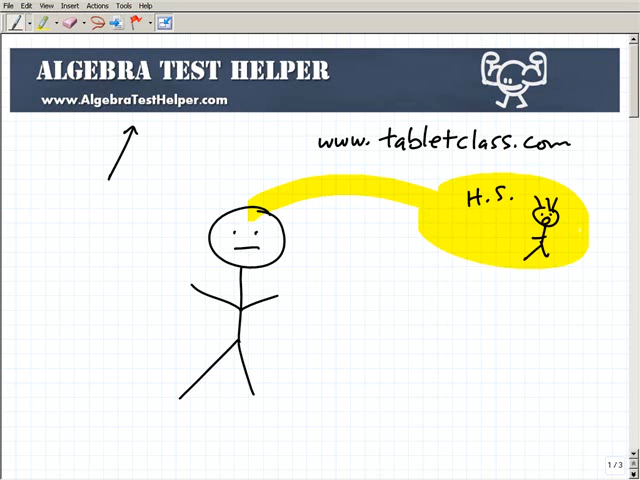 File Edit View Insert Actions Tools Help
ALGEBRA TEST HELPER
www.AlgebraTestHelper.com
www.tabletclass.com
H.S.
1 / 3